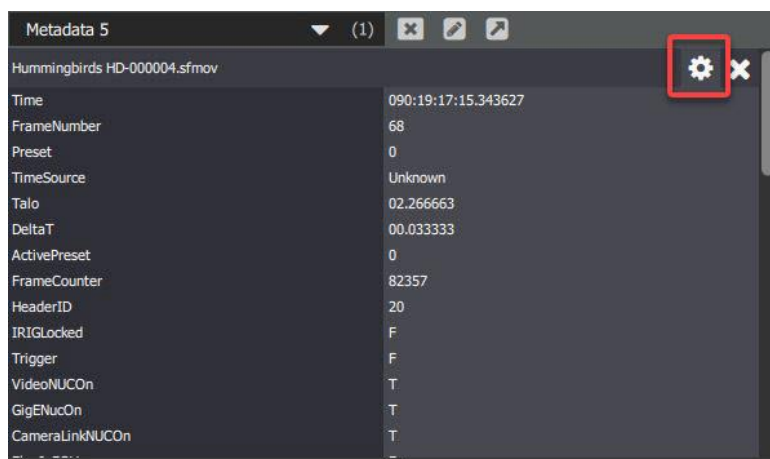 Metadata 5 (1)
Hummingbirds HD-000004.sfmov
Time 090:19:17:15.343627
FrameNumber 68
Preset 0
TimeSource Unknown
Talo 02.266663
DeltaT 00.033333
ActivePreset 0
FrameCounter 82357
HeaderID 20
IRIGLocked F
Trigger F
VideoNUCOn T
GigENucOn T
CameraLinkNUCOn T